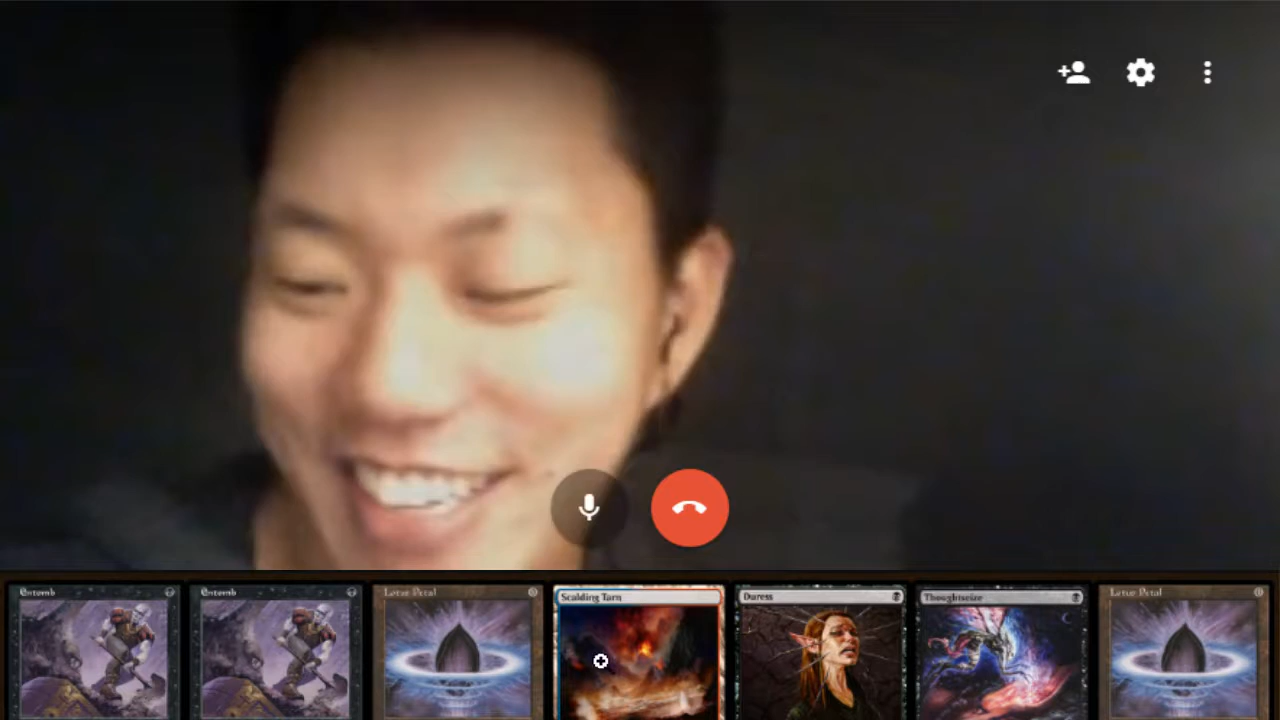 Entomb
Entomb
Lotus Petal
Scalding Tarn
Duress
Thoughtseize
Lotus Petal